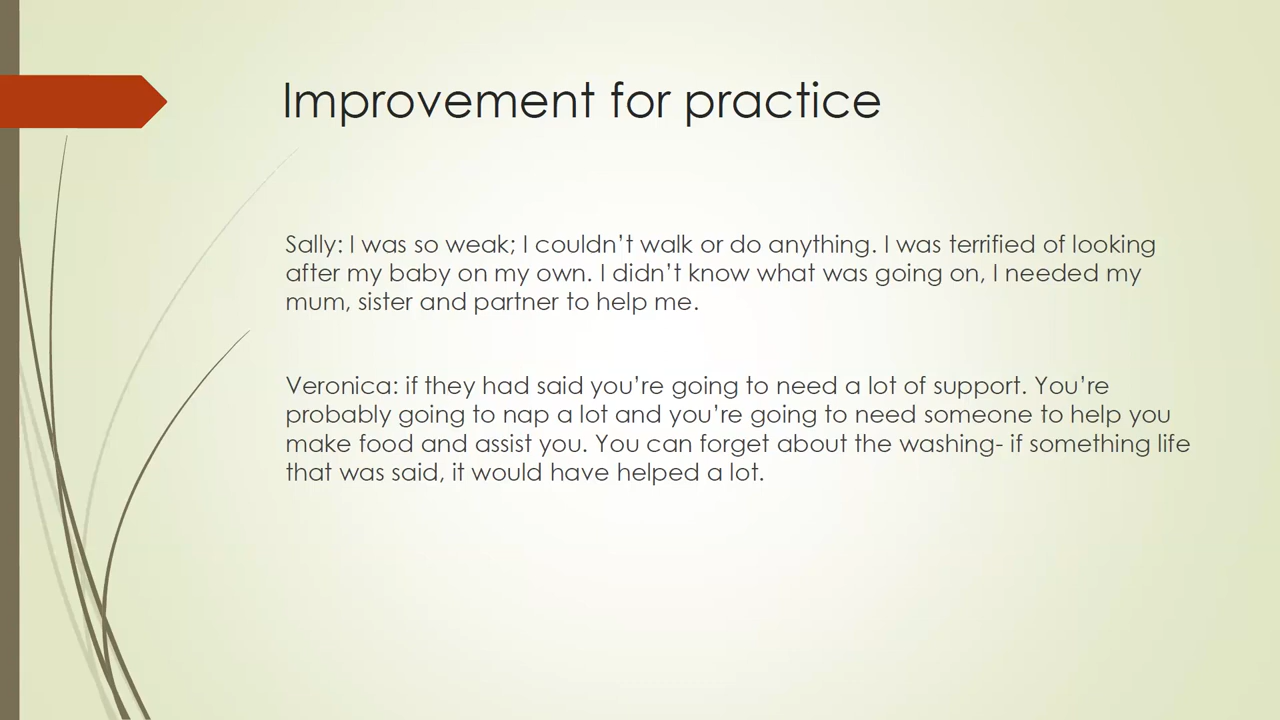 Improvement for practice
Sally: I was so weak; I couldn’t walk or do anything. I was terrified of looking
after my baby on my own. I didn’t know what was going on, I needed my
mum, sister and partner to help me.
Veronica: if they had said you’re going to need a lot of support. You’re
probably going to nap a lot and you’re going to need someone to help you
make food and assist you. You can forget about the washing- if something life
that was said, it would have helped a lot.